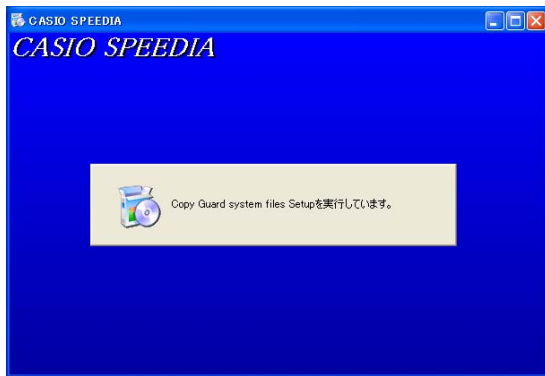 CASIO SPEEDIA
CASIO SPEEDIA
Copy Guard system files Setupを実行しています。